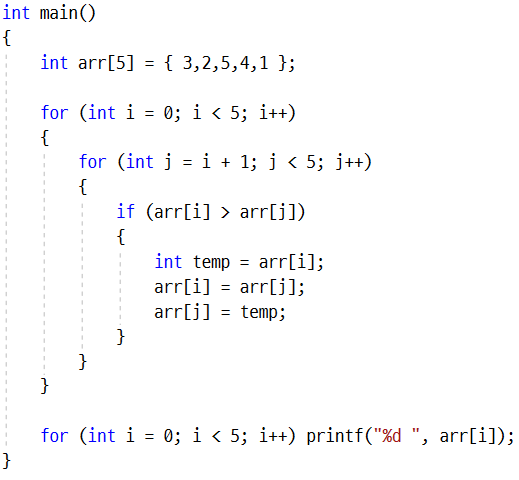 int main()
{
    int arr[5] = { 3,2,5,4,1 };
    for (int i = 0; i < 5; i++)
    {
        for (int j = i + 1; j < 5; j++)
        {
            if (arr[i] > arr[j])
            {
                int temp = arr[i];
                arr[i] = arr[j];
                arr[j] = temp;
            }
        }
    }
    for (int i = 0; i < 5; i++) printf("%d ", arr[i]);
}